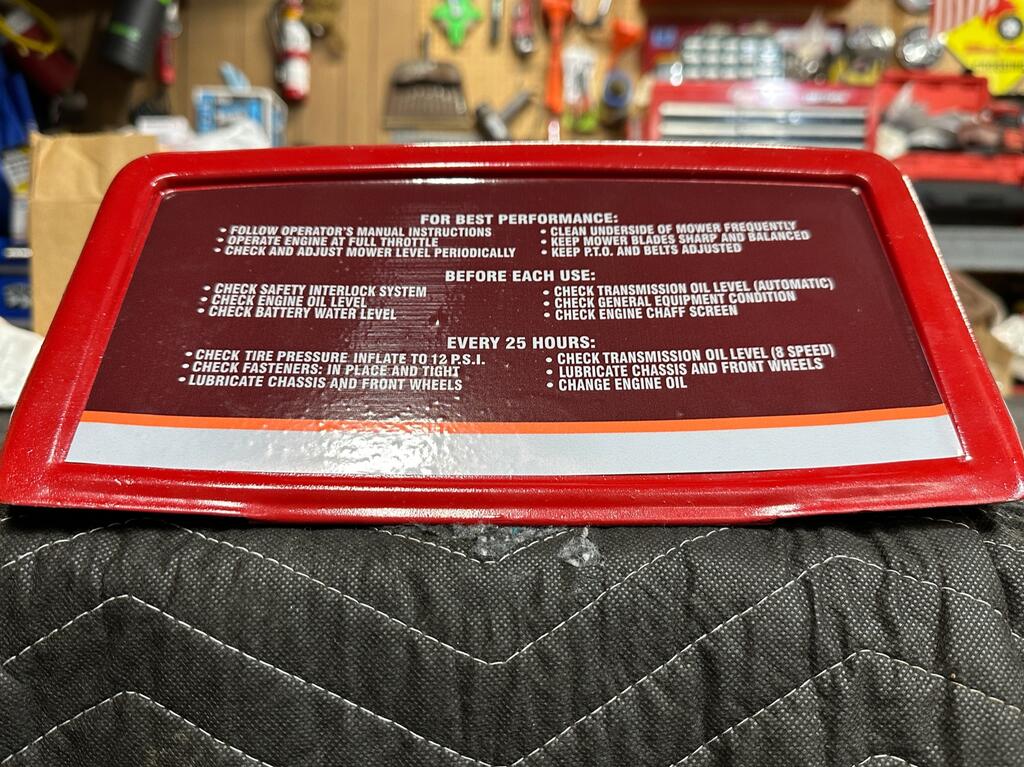 FOR BEST PERFORMANCE:
• FOLLOW OPERATOR'S MANUAL INSTRUCTIONS
• OPERATE ENGINE AT FULL THROTTLE
• CHECK AND ADJUST MOWER LEVEL PERIODICALLY
• CLEAN UNDERSIDE OF MOWER FREQUENTLY
• KEEP MOWER BLADES SHARP AND BALANCED
• KEEP P.T.O. AND BELTS ADJUSTED
BEFORE EACH USE:
• CHECK SAFETY INTERLOCK SYSTEM
• CHECK ENGINE OIL LEVEL
• CHECK BATTERY WATER LEVEL
• CHECK TRANSMISSION OIL LEVEL (AUTOMATIC)
• CHECK GENERAL EQUIPMENT CONDITION
• CHECK ENGINE CHAFF SCREEN
EVERY 25 HOURS:
• CHECK TIRE PRESSURE INFLATE TO 12 P.S.I.
• CHECK FASTENERS: IN PLACE AND TIGHT
• LUBRICATE CHASSIS AND FRONT WHEELS
• CHECK TRANSMISSION OIL LEVEL (8 SPEED)
• LUBRICATE CHASSIS AND FRONT WHEELS
• CHANGE ENGINE OIL